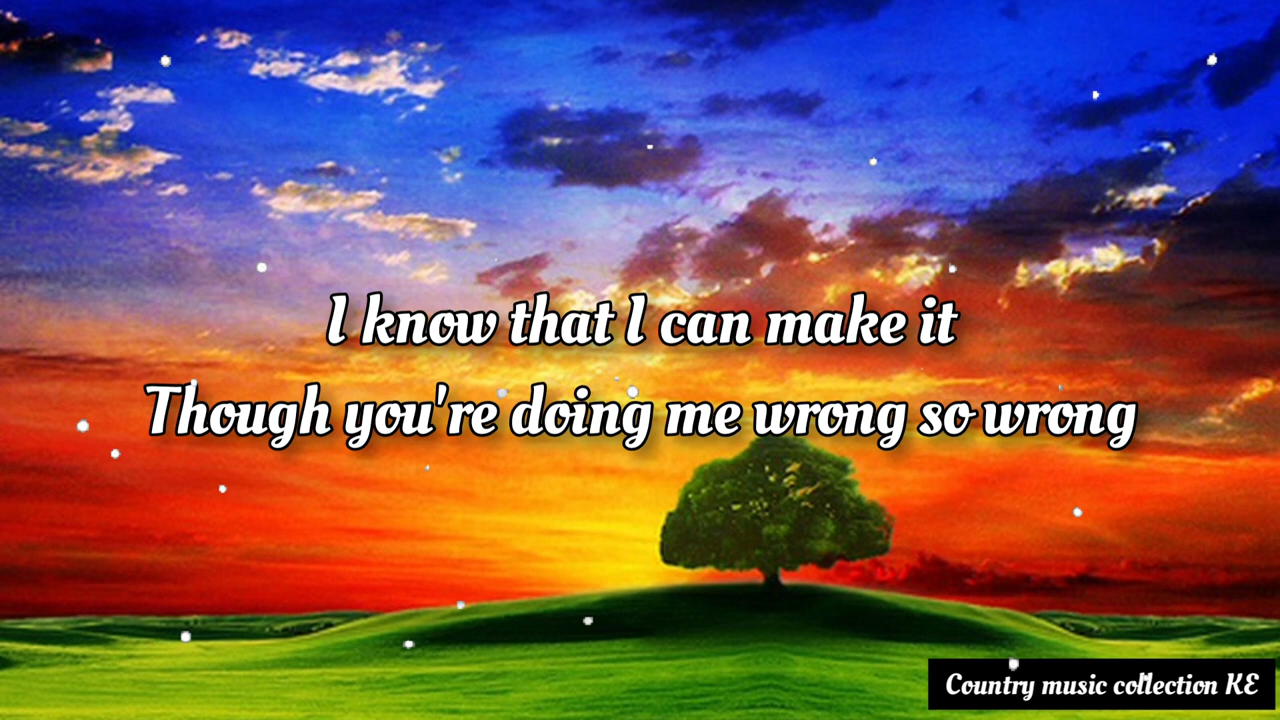 I know that I can make it
Though you're doing me wrong so wrong
Country music collection KE